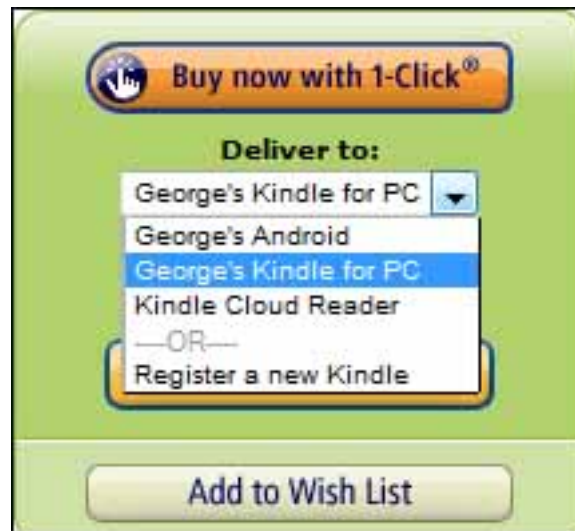 Buy now with 1-Click®
Deliver to:
George's Kindle for PC
George's Android
George's Kindle for PC
Kindle Cloud Reader
----OR----
Register a new Kindle
Add to Wish List